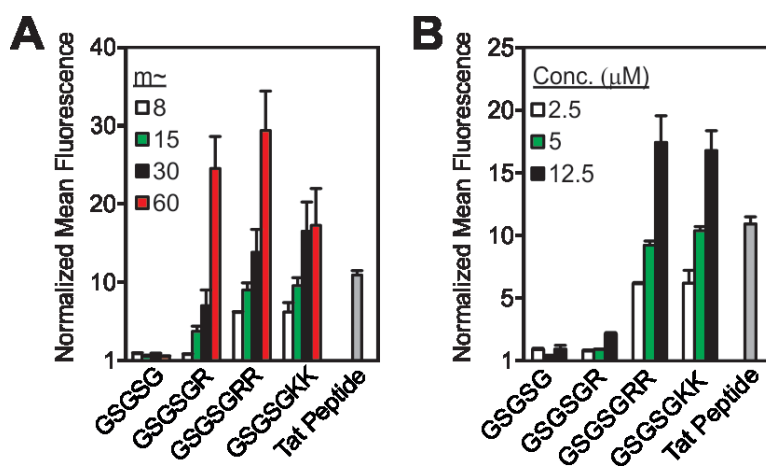 A
Normalized Mean Fluorescence
40
30
20
10
1
m~
8
15
30
60
GSGSG
GSGSGR
GSGSGRR
GSGSGKK
Tat Peptide
B
Normalized Mean Fluorescence
25
20
15
10
5
1
Conc. (μM)
2.5
5
12.5
GSGSG
GSGSGR
GSGSGRR
GSGSGKK
Tat Peptide